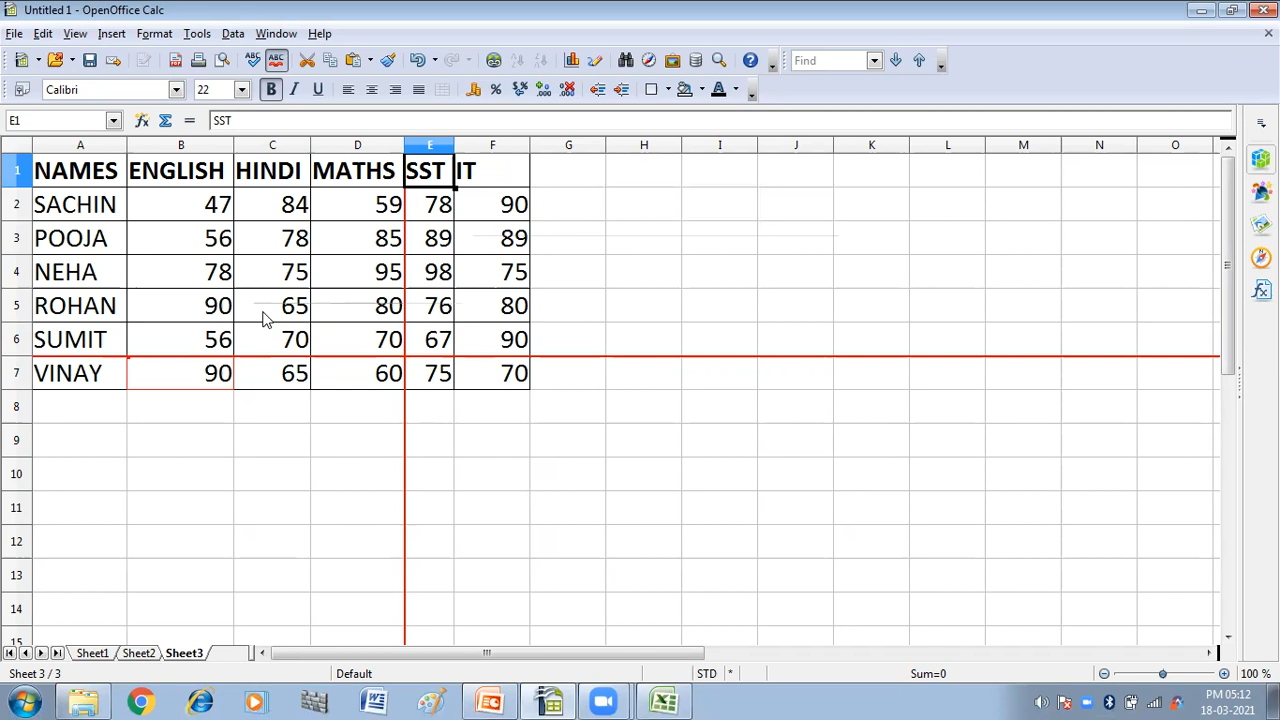 Untitled 1 - OpenOffice Calc
File Edit View Insert Format Tools Data Window Help
Find
Calibri 22
E1 SST
A B C D E F G H I J K L M N O
1 NAMES ENGLISH HINDI MATHS SST IT
2 SACHIN 47 84 59 78 90
3 POOJA 56 78 85 89 89
4 NEHA 78 75 95 98 75
5 ROHAN 90 65 80 76 80
6 SUMIT 56 70 70 67 90
7 VINAY 90 65 60 75 70
8
9
10
11
12
13
14
15
Sheet1 Sheet2 Sheet3
Sheet 3 / 3 Default STD * Sum=0 100 %
PM 05:12
18-03-2021